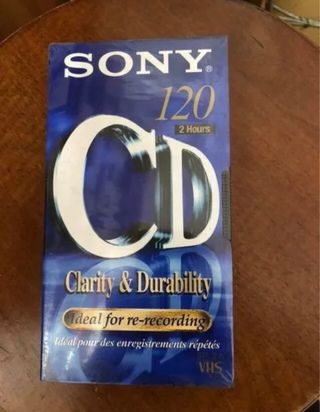 SONY®
120
2 Hours
CD
Clarity & Durability
Ideal for re-recording
Idéal pour des enregistrements répétés
VHS